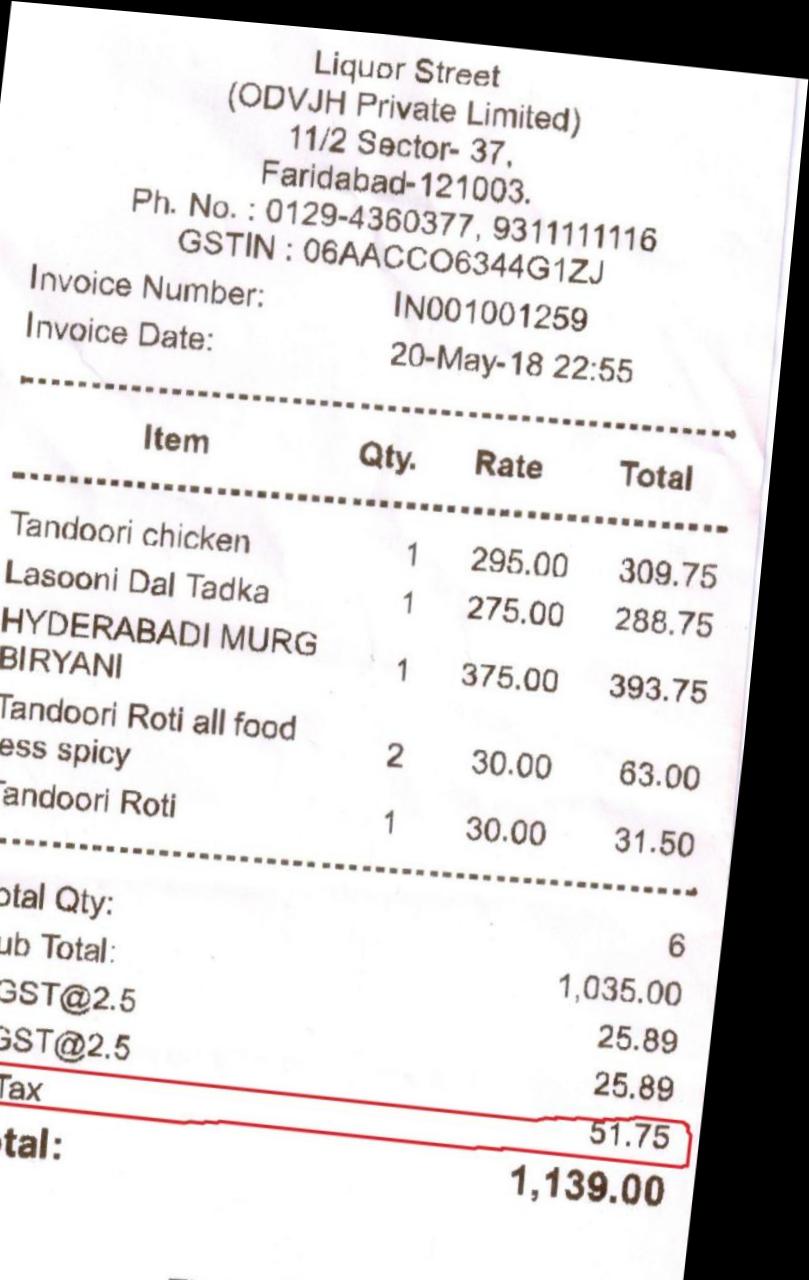 Liquor Street
(ODVJH Private Limited)
11/2 Sector- 37,
Faridabad-121003.
Ph. No. : 0129-4360377, 9311111116
GSTIN : 06AACCO6344G1ZJ
Invoice Number: IN001001259
Invoice Date: 20-May-18 22:55
Item Qty. Rate Total
Tandoori chicken 1 295.00 309.75
Lasooni Dal Tadka 1 275.00 288.75
HYDERABADI MURG
BIRYANI 1 375.00 393.75
Tandoori Roti all food
ess spicy 2 30.00 63.00
andoori Roti 1 30.00 31.50
otal Qty: 6
ub Total: 1,035.00
GST@2.5 25.89
GST@2.5 25.89
Tax 51.75
otal: 1,139.00